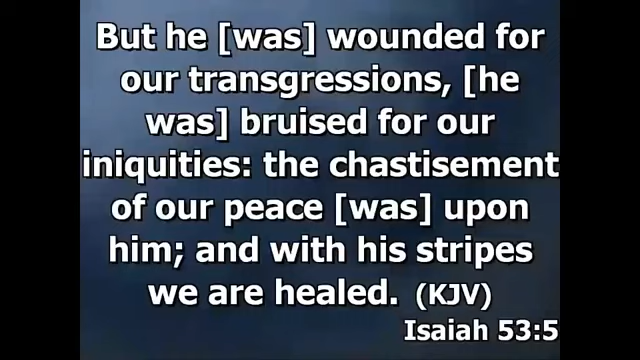 But he [was] wounded for
our transgressions, [he
was] bruised for our
iniquities: the chastisement
of our peace [was] upon
him; and with his stripes
we are healed. (KJV)
Isaiah 53:5